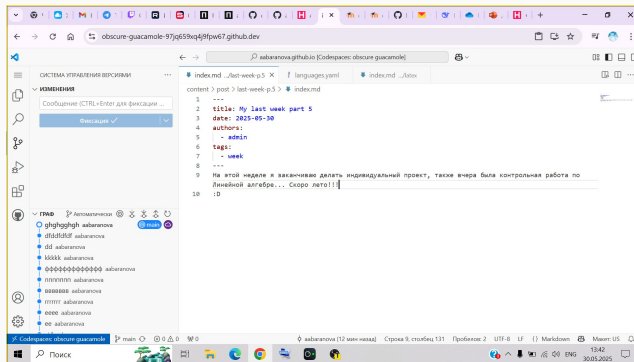 obscure-guacamole-97jq659xq4j9fpw67.github.dev
aabaranova.github.io [Codespaces: obscure guacamole]
СИСТЕМА УПРАВЛЕНИЯ ВЕРСИЯМИ
index.md .../last-week-p.5
languages.yaml
index.md .../latex
content > post > last-week-p.5 > index.md
ИЗМЕНЕНИЯ
Сообщение (CTRL+Enter для фиксации ...
Фиксация
1 ---
2 title: My last week part 5
3 date: 2025-05-30
4 authors:
5 - admin
6 tags:
7 - week
8 ---
9 На этой неделе я заканчиваю делать индивидуальный проект, также вчера была контрольная работа по
Линейной алгебре... Скоро лето!!!
10 :D
ГРАФ Автоматически
ghghgghgh aabaranova main
dfddfdfdf aabaranova
dd aabaranova
kkkkk aabaranova
aabaranova
aabaranova
aabaranova
aabaranova
eeee aabaranova
ee aabaranova
Codespaces: obscure guacamole main 0 0 0 aabaranova (12 мин назад) Строка 9, столбец 131 Пробелов: 2 UTF-8 LF {} Markdown Макет: US
Поиск
ENG 13:42 30.05.2025